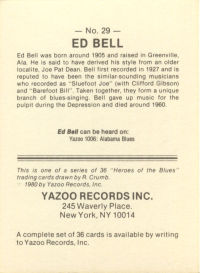 — No. 29 —
ED BELL
Ed Bell was born around 1905 and raised in Greenville,
Ala. He is said to have derived his style from an older
localite, Joe Pat Dean. Bell first recorded in 1927 and is
reputed to have been the similar-sounding musicians
who recorded as "Sluefoot Joe" (with Clifford Gibson)
and "Barefoot Bill". Taken together, they form a unique
branch of blues-singing. Bell gave up music for the
pulpit during the Depression and died around 1960.
Ed Bell can be heard on:
Yazoo 1006: Alabama Blues
This is one of a series of 36 "Heroes of the Blues"
trading cards drawn by R. Crumb.
© 1980 by Yazoo Records, Inc.
YAZOO RECORDS INC.
245 Waverly Place.
New York, NY 10014
A complete set of 36 cards is available by writing
to Yazoo Records, Inc.